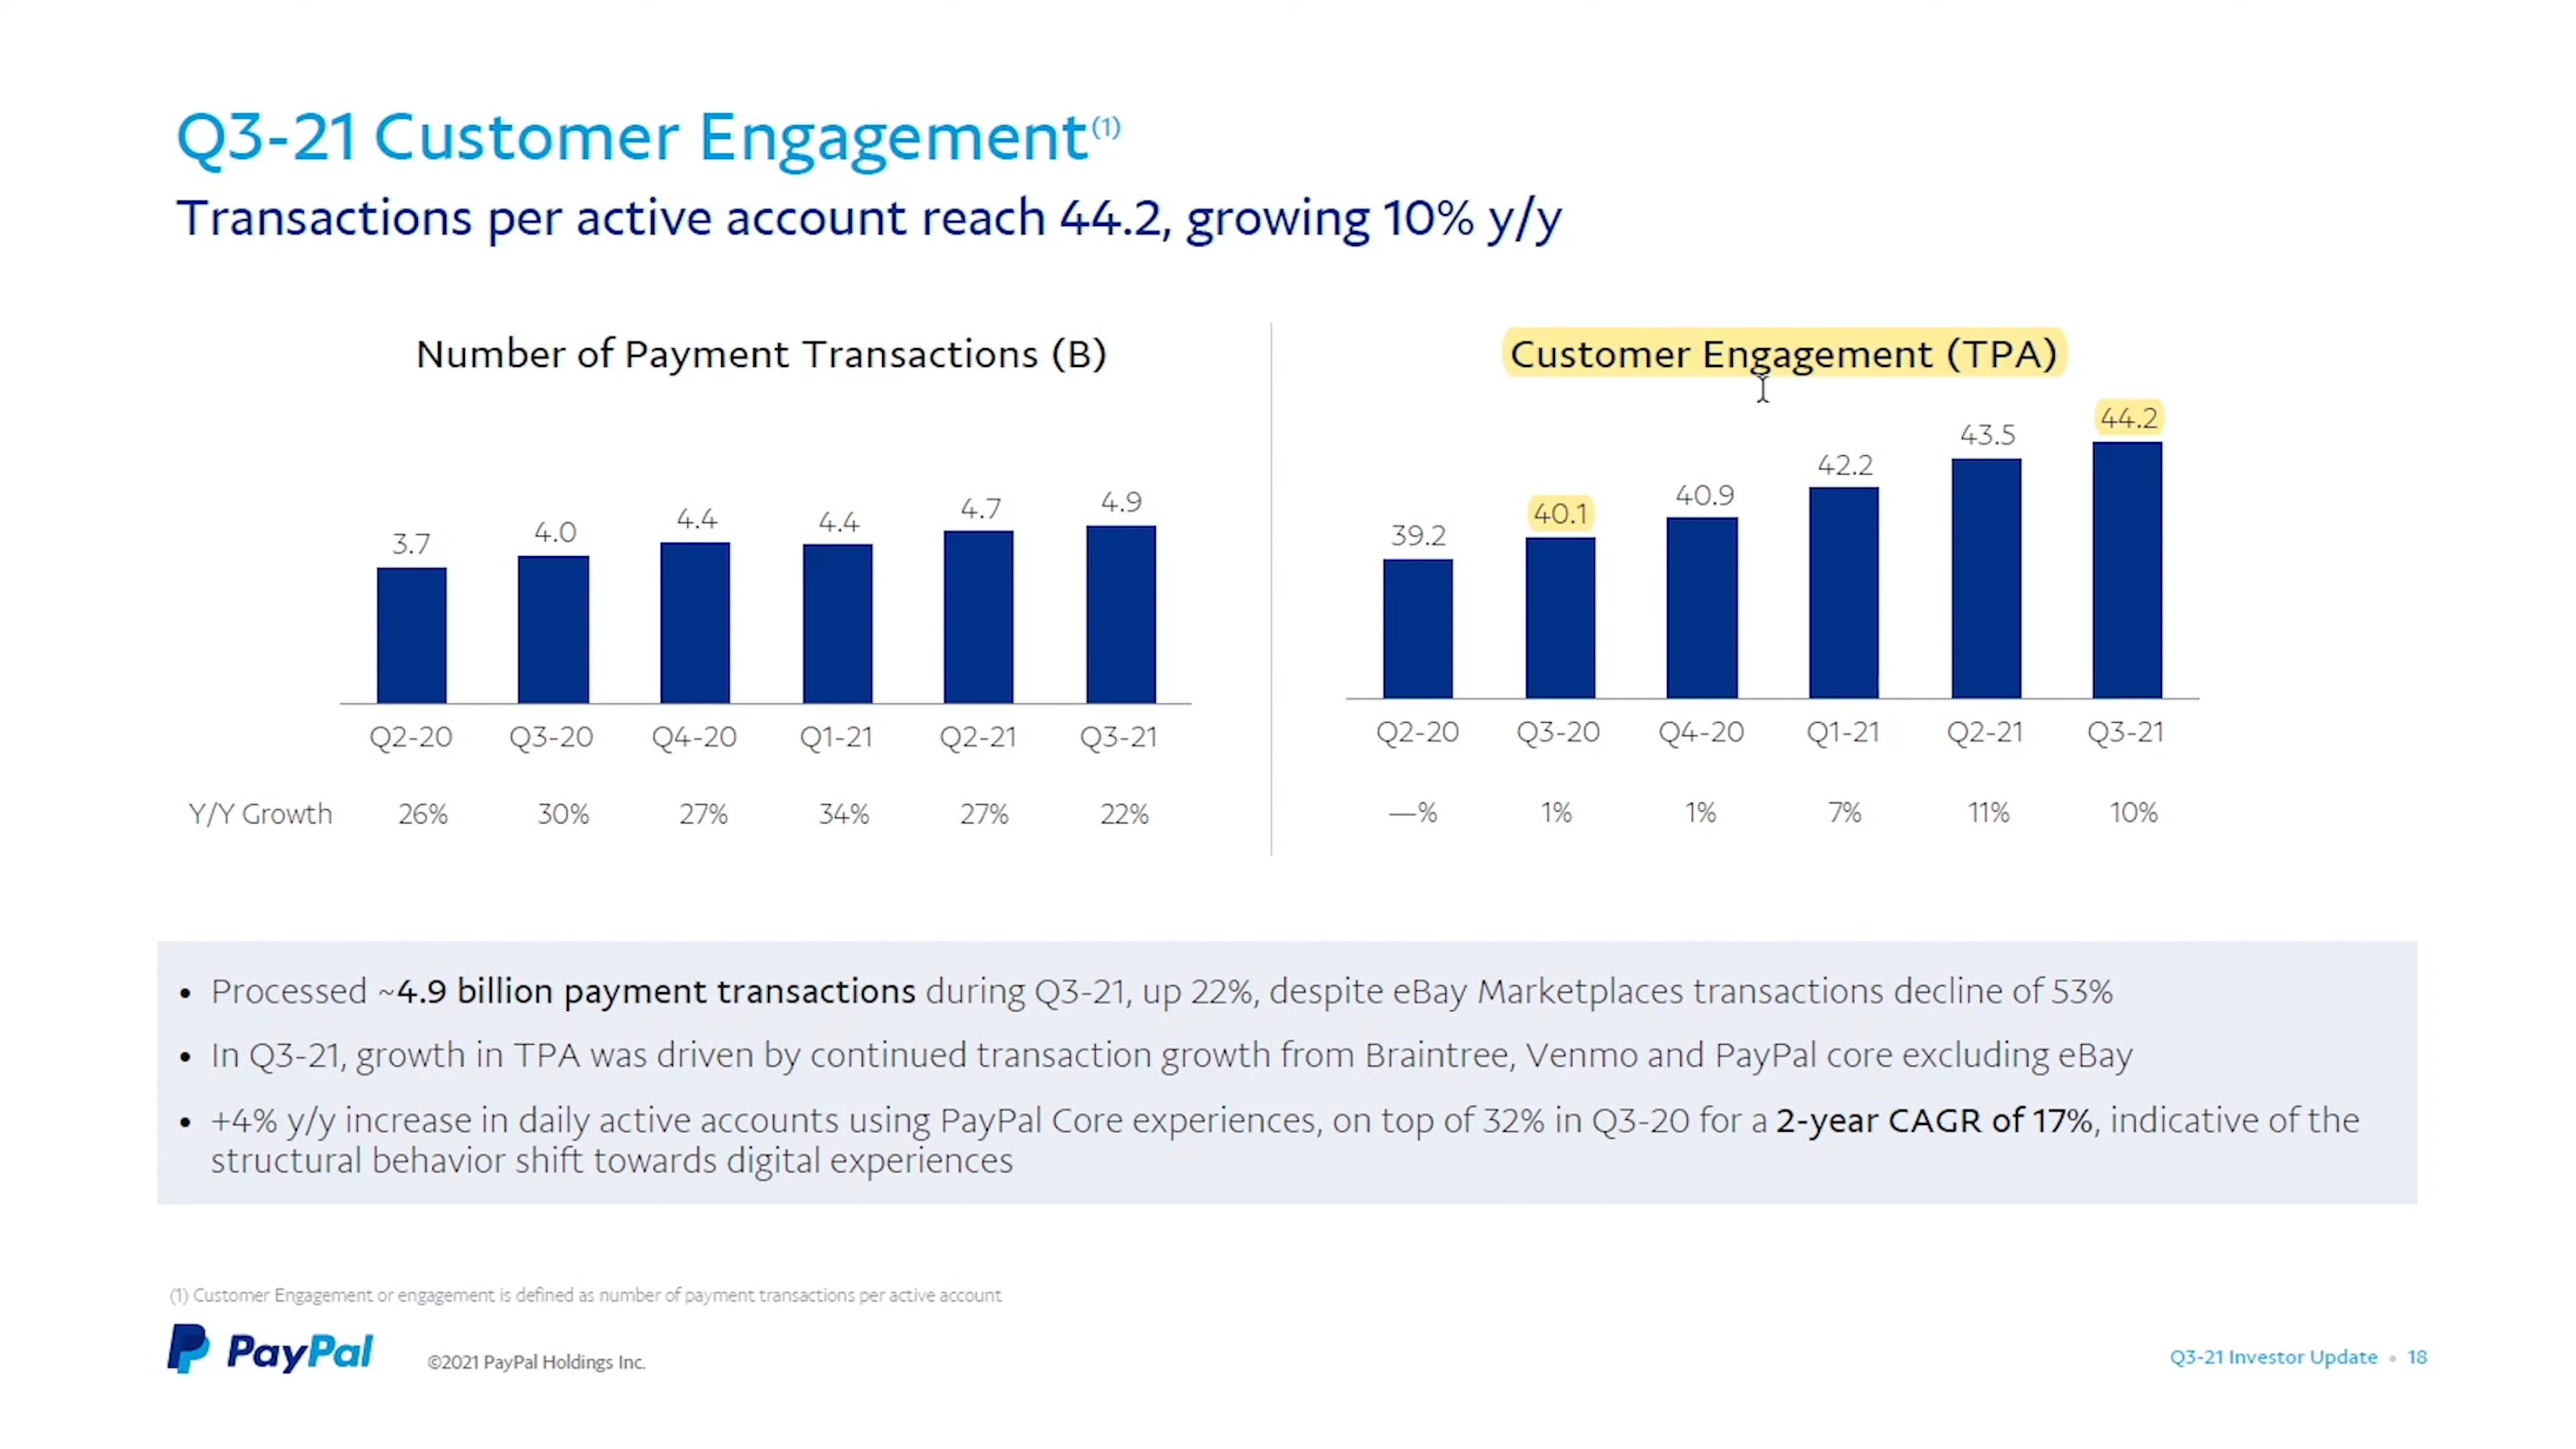 Q3-21 Customer Engagement(1)
Transactions per active account reach 44.2, growing 10% y/y
Number of Payment Transactions (B)
3.7 4.0 4.4 4.4 4.7 4.9
Q2-20 Q3-20 Q4-20 Q1-21 Q2-21 Q3-21
Y/Y Growth 26% 30% 27% 34% 27% 22%
Customer Engagement (TPA)
39.2 40.1 40.9 42.2 43.5 44.2
Q2-20 Q3-20 Q4-20 Q1-21 Q2-21 Q3-21
—% 1% 1% 7% 11% 10%
• Processed ~4.9 billion payment transactions during Q3-21, up 22%, despite eBay Marketplaces transactions decline of 53%
• In Q3-21, growth in TPA was driven by continued transaction growth from Braintree, Venmo and PayPal core excluding eBay
• +4% y/y increase in daily active accounts using PayPal Core experiences, on top of 32% in Q3-20 for a 2-year CAGR of 17%, indicative of the
structural behavior shift towards digital experiences
(1) Customer Engagement or engagement is defined as number of payment transactions per active account
PayPal
©2021 PayPal Holdings Inc.
Q3-21 Investor Update • 18